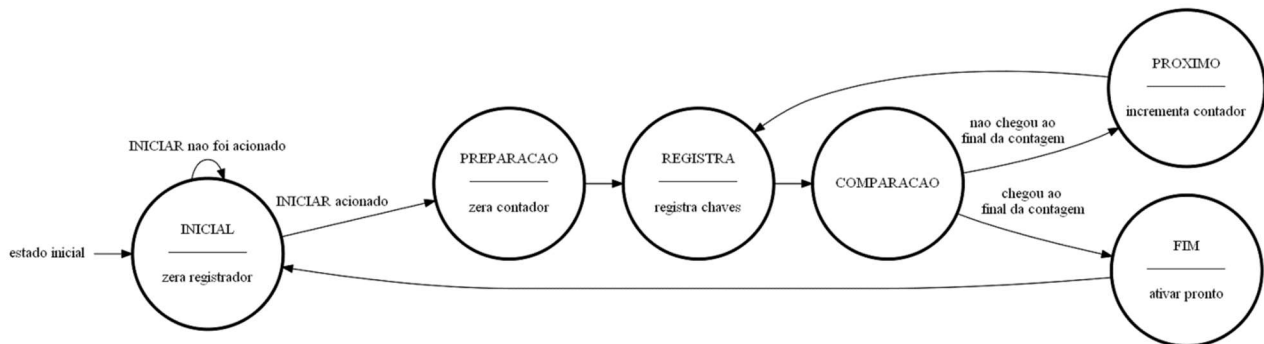 estado inicial
INICIAR nao foi acionado
INICIAL
zera registrador
INICIAR acionado
PREPARACAO
zera contador
REGISTRA
registra chaves
COMPARACAO
nao chegou ao
final da contagem
chegou ao
final da contagem
PROXIMO
incrementa contador
FIM
ativar pronto